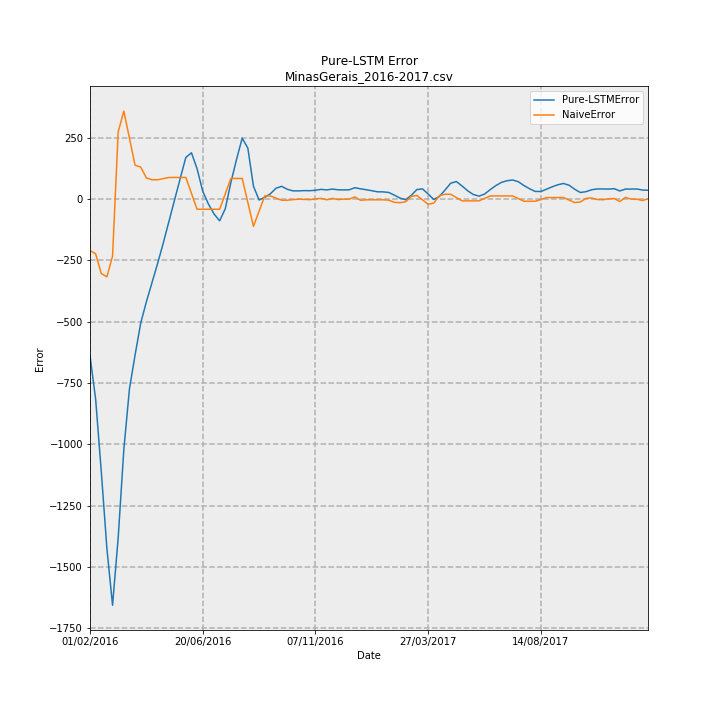 Pure-LSTM Error
MinasGerais_2016-2017.csv
Pure-LSTMError
NaiveError
Error
250
0
−250
−500
−750
−1000
−1250
−1500
−1750
01/02/2016 20/06/2016 07/11/2016 27/03/2017 14/08/2017
Date